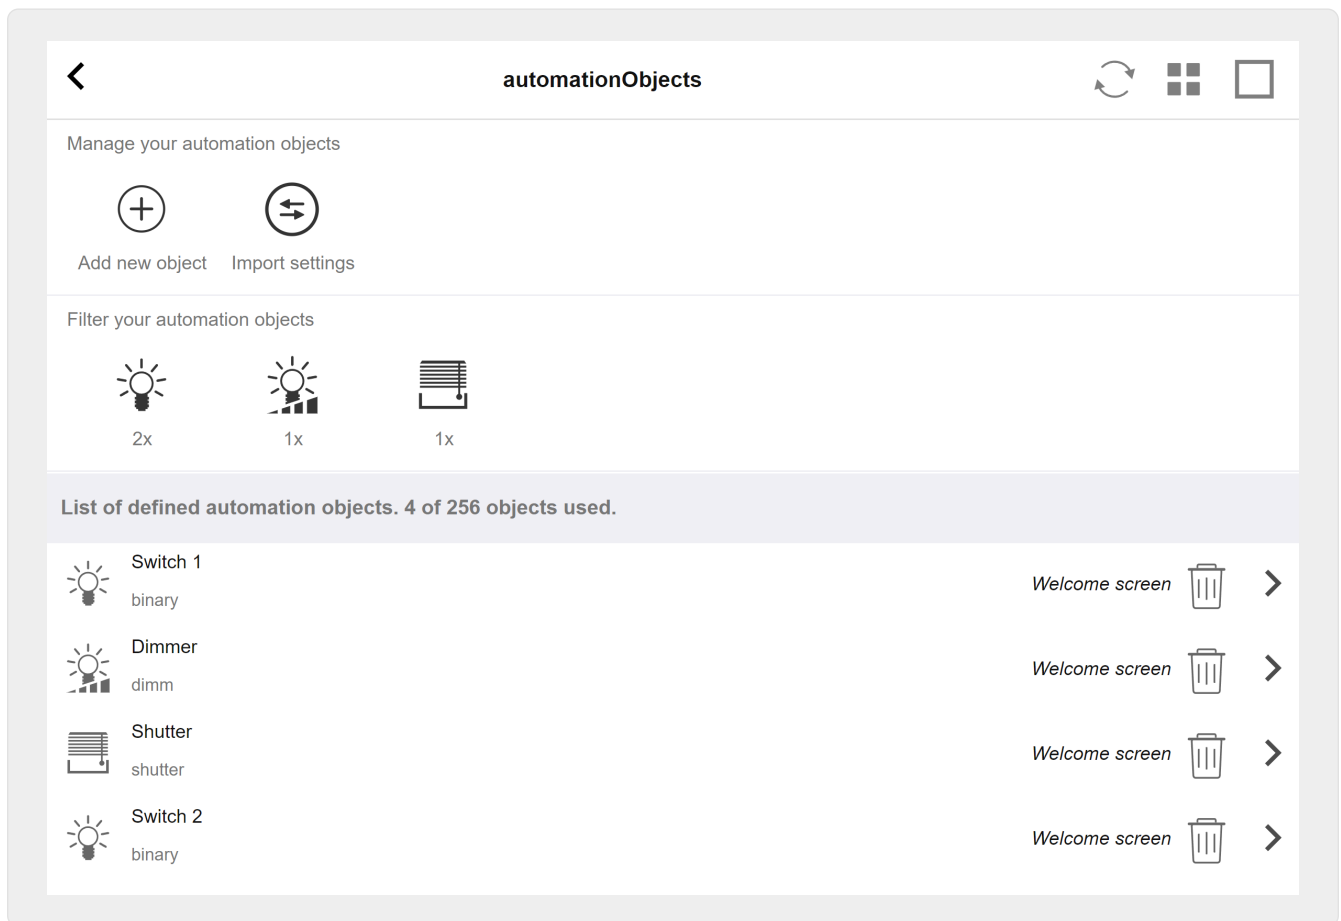 automationObjects
Manage your automation objects
Add new object
Import settings
Filter your automation objects
2x
1x
1x
List of defined automation objects. 4 of 256 objects used.
Switch 1
binary
Welcome screen
Dimmer
dimm
Welcome screen
Shutter
shutter
Welcome screen
Switch 2
binary
Welcome screen